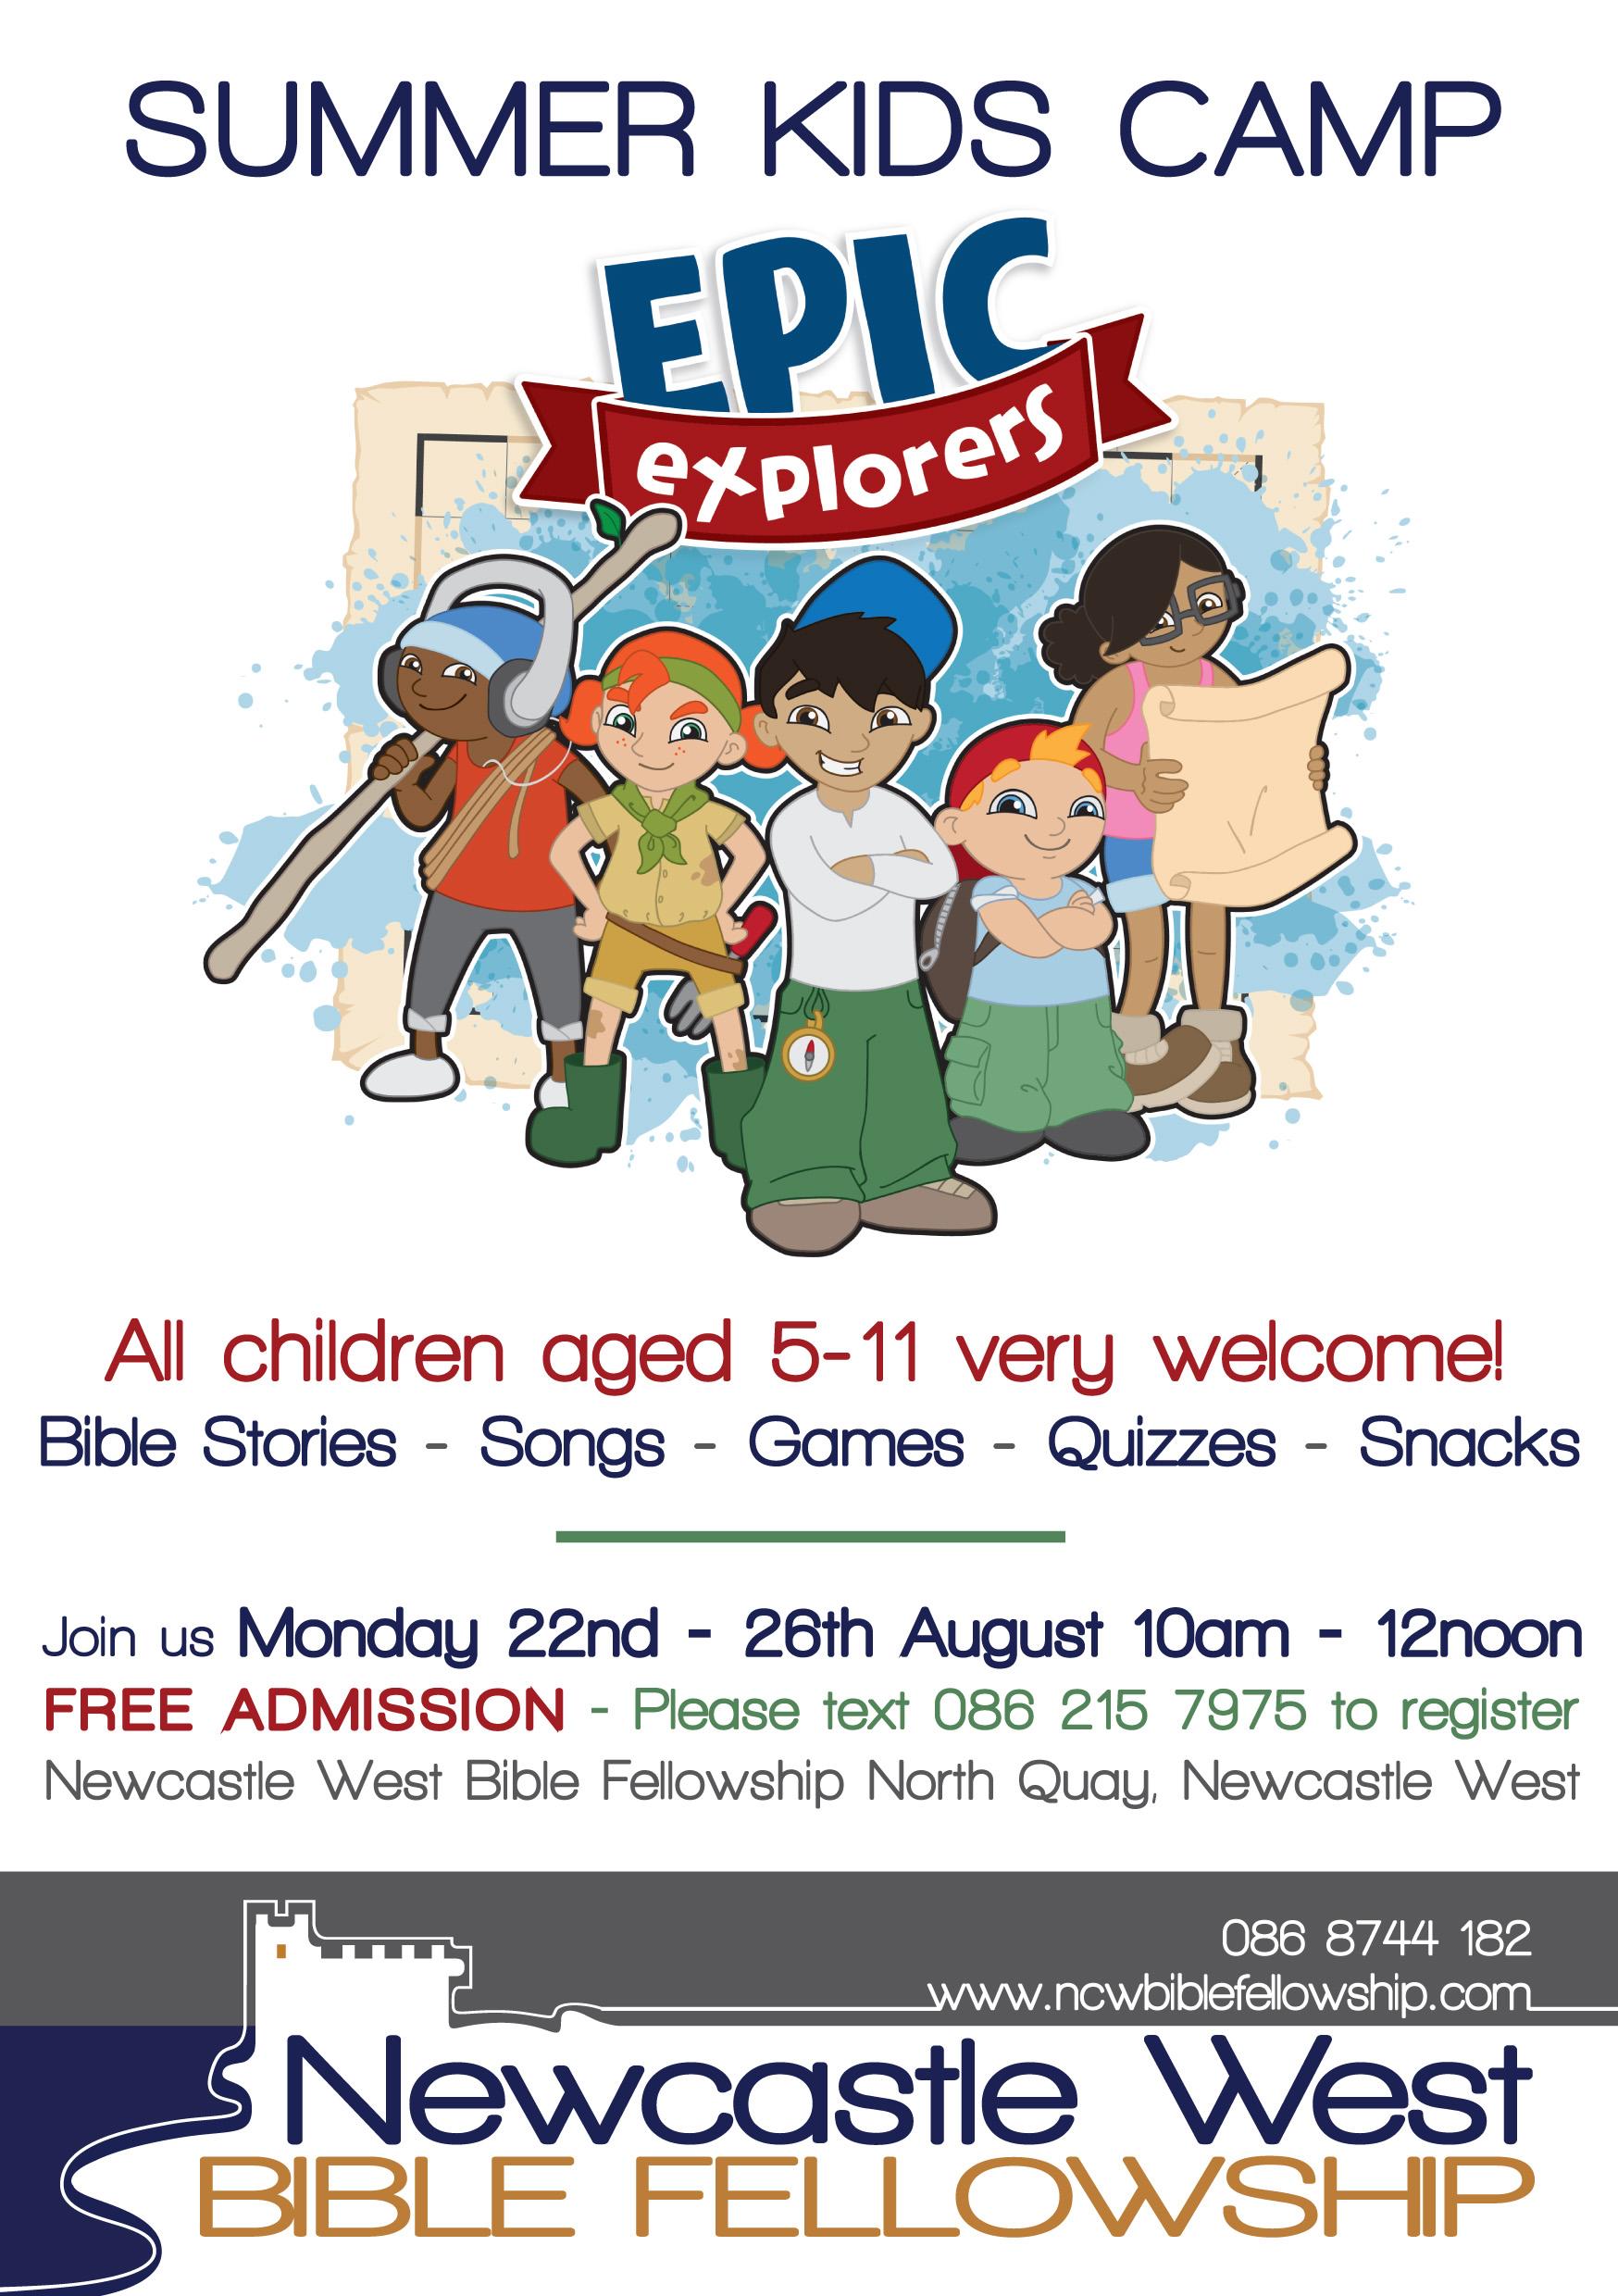 SUMMER KIDS CAMP
EPIC
explorers
All children aged 5-11 very welcome!
Bible Stories - Songs - Games - Quizzes - Snacks
Join us Monday 22nd - 26th August 10am - 12noon
FREE ADMISSION - Please text 086 215 7975 to register
Newcastle West Bible Fellowship North Quay, Newcastle West
086 8744 182
www.ncwbiblefellowship.com
Newcastle West
BIBLE FELLOWSHIP